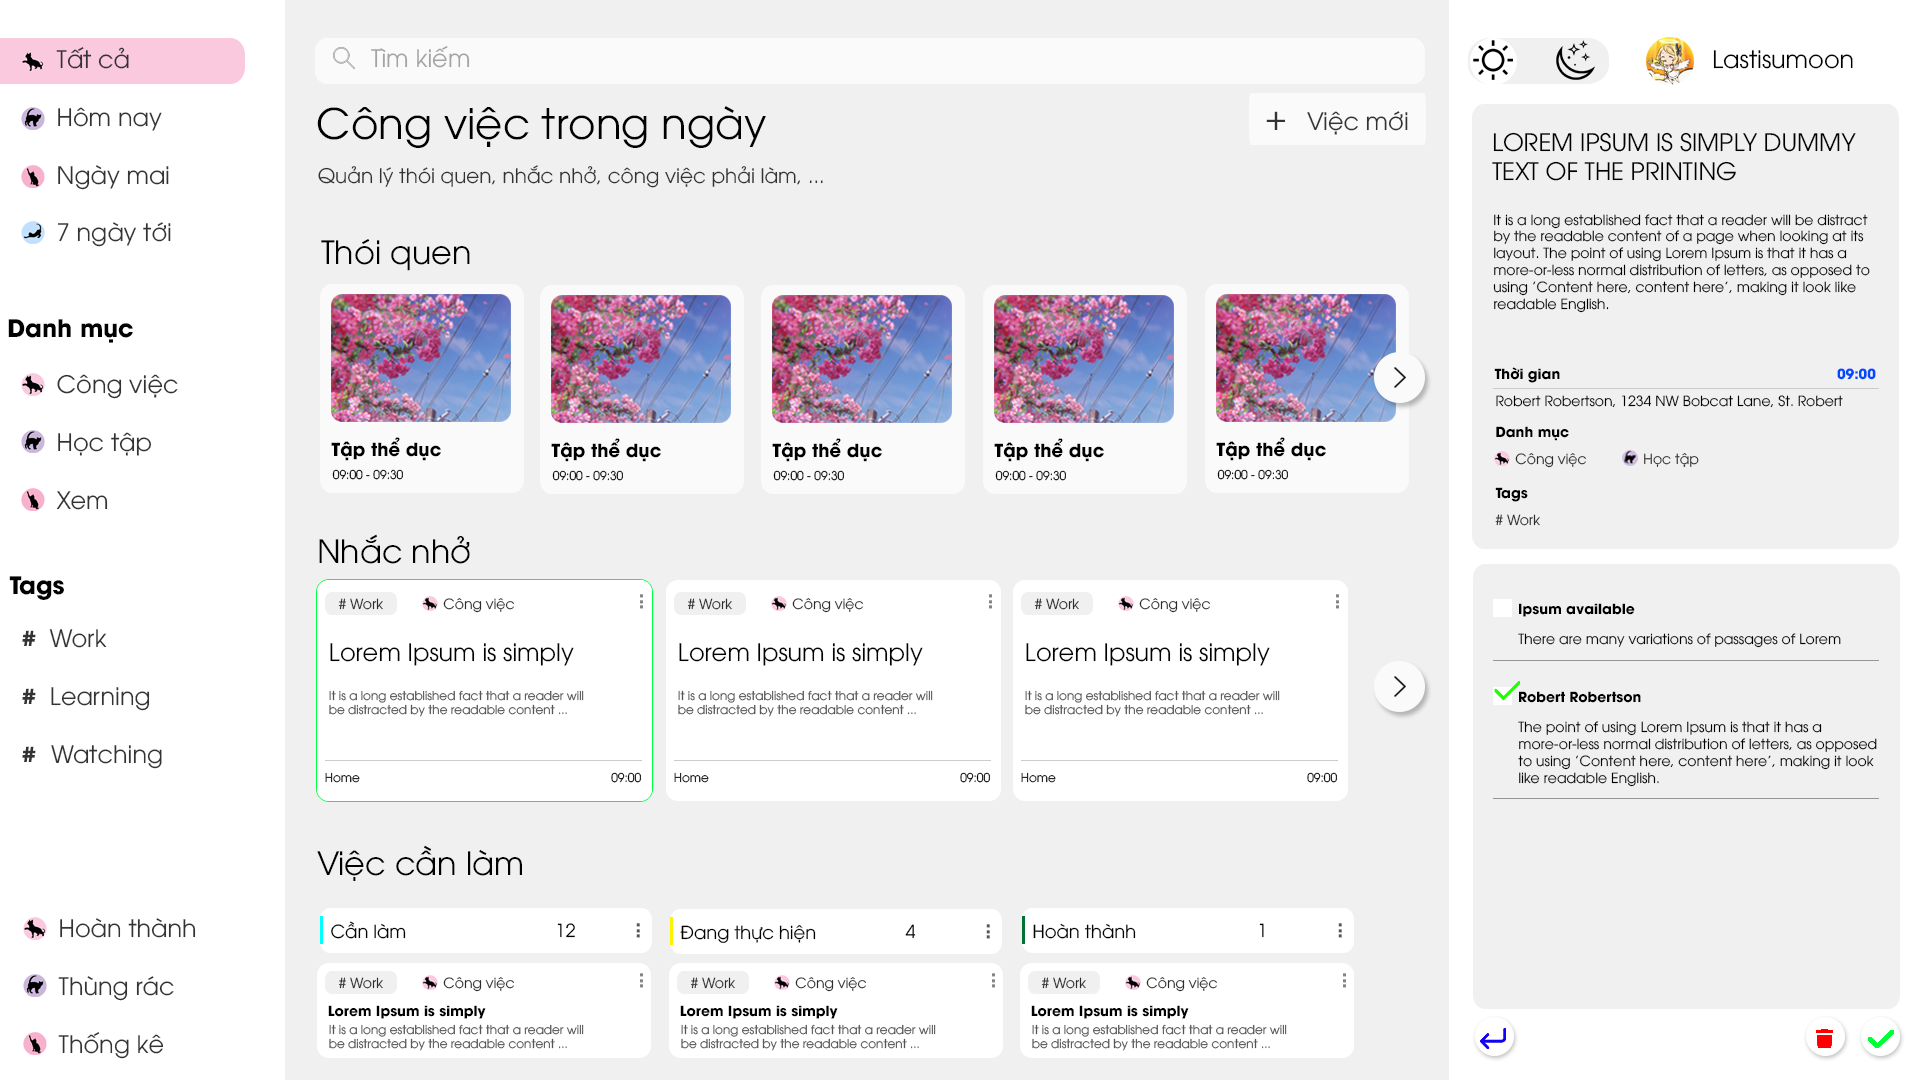 Tất cả
Hôm nay
Ngày mai
7 ngày tới
Danh mục
Công việc
Học tập
Xem
Tags
# Work
# Learning
# Watching
Hoàn thành
Thùng rác
Thống kê
Tìm kiếm
Công việc trong ngày
+ Việc mới
Quản lý thói quen, nhắc nhở, công việc phải làm, ...
Thói quen
Tập thể dục
09:00 - 09:30
Tập thể dục
09:00 - 09:30
Tập thể dục
09:00 - 09:30
Tập thể dục
09:00 - 09:30
Tập thể dục
09:00 - 09:30
Nhắc nhở
# Work Công việc
Lorem Ipsum is simply
It is a long established fact that a reader will
be distracted by the readable content ...
Home 09:00
# Work Công việc
Lorem Ipsum is simply
It is a long established fact that a reader will
be distracted by the readable content ...
Home 09:00
# Work Công việc
Lorem Ipsum is simply
It is a long established fact that a reader will
be distracted by the readable content ...
Home 09:00
Việc cần làm
Cần làm 12
# Work Công việc
Lorem Ipsum is simply
It is a long established fact that a reader will
be distracted by the readable content ...
Đang thực hiện 4
# Work Công việc
Lorem Ipsum is simply
It is a long established fact that a reader will
be distracted by the readable content ...
Hoàn thành 1
# Work Công việc
Lorem Ipsum is simply
It is a long established fact that a reader will
be distracted by the readable content ...
Lastisumoon
LOREM IPSUM IS SIMPLY DUMMY
TEXT OF THE PRINTING
It is a long established fact that a reader will be distract
by the readable content of a page when looking at its
layout. The point of using Lorem Ipsum is that it has a
more-or-less normal distribution of letters, as opposed to
using ‘Content here, content here’, making it look like
readable English.
Thời gian 09:00
Robert Robertson, 1234 NW Bobcat Lane, St. Robert
Danh mục
Công việc Học tập
Tags
# Work
Ipsum available
There are many variations of passages of Lorem
Robert Robertson
The point of using Lorem Ipsum is that it has a
more-or-less normal distribution of letters, as opposed
to using ‘Content here, content here’, making it look
like readable English.